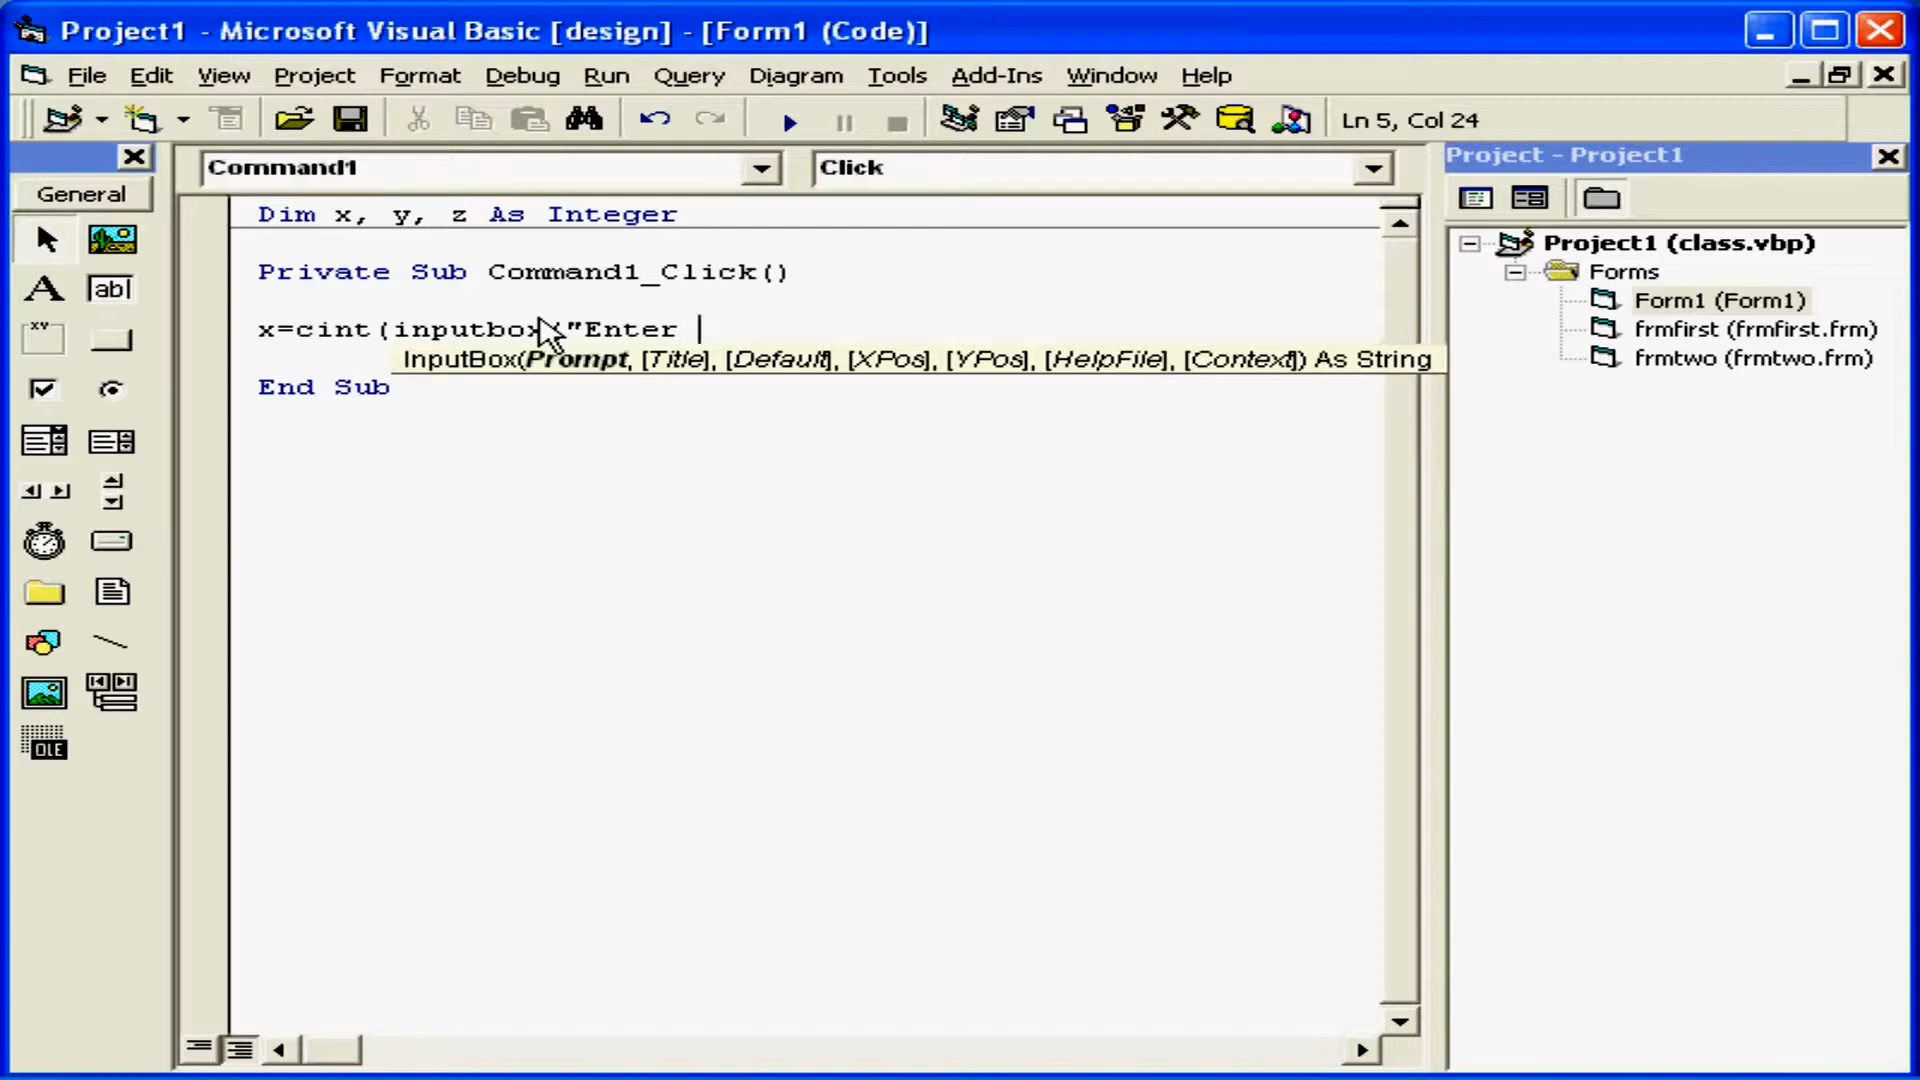 Project1 - Microsoft Visual Basic [design] - [Form1 (Code)]
File Edit View Project Format Debug Run Query Diagram Tools Add-Ins Window Help
Ln 5, Col 24
General
Command1
Click
Project - Project1
Dim x, y, z As Integer
Private Sub Command1_Click()
x=cint(inputbox("Enter
InputBox(Prompt, [Title], [Default], [XPos], [YPos], [HelpFile], [Context]) As String
End Sub
Project1 (class.vbp)
Forms
Form1 (Form1)
frmfirst (frmfirst.frm)
frmtwo (frmtwo.frm)
A
ab
xy
OLE